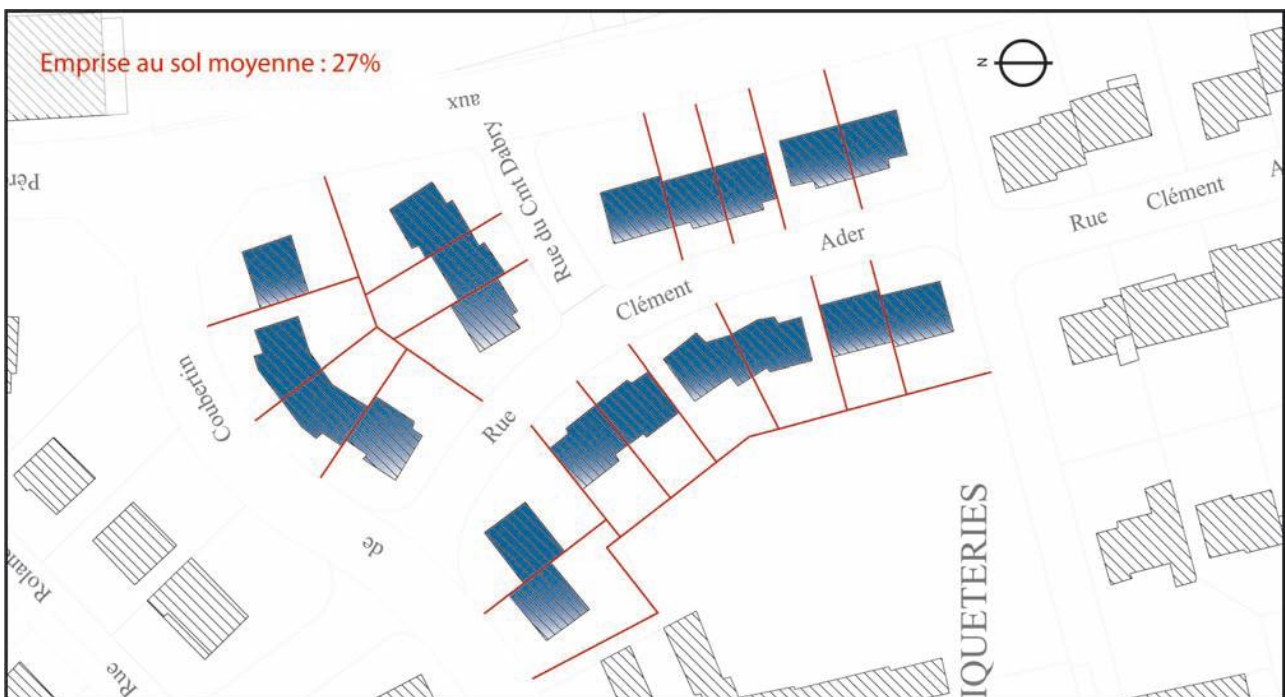 Emprise au sol moyenne : 27%
N
aux
Pèr
Rue du Cmt Dabry
Rue Clément A
Clément Ader
Coubertin
Rue
de
Rolan
Rue
IQUETERIES